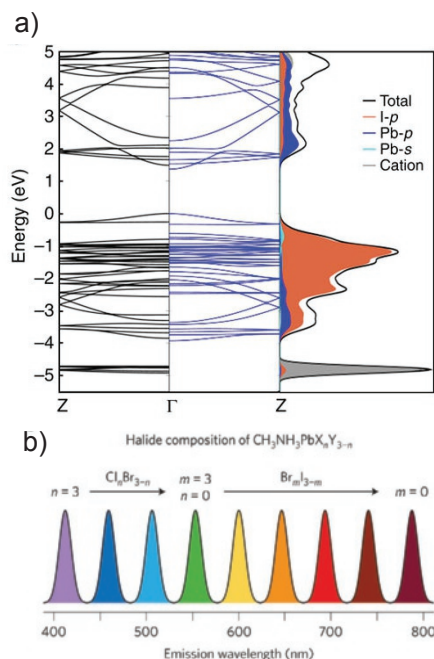 a)
5
4
3
2
1
0
−1
−2
−3
−4
−5
Energy (eV)
Z
Γ
Z
Total
I-p
Pb-p
Pb-s
Cation
b)
Halide composition of CH₃NH₃PbXₙY₃₋ₙ
n = 3
ClₙBr₃₋ₙ
m = 3
n = 0
BrₘI₃₋ₘ
m = 0
400 500 600 700 800
Emission wavelength (nm)